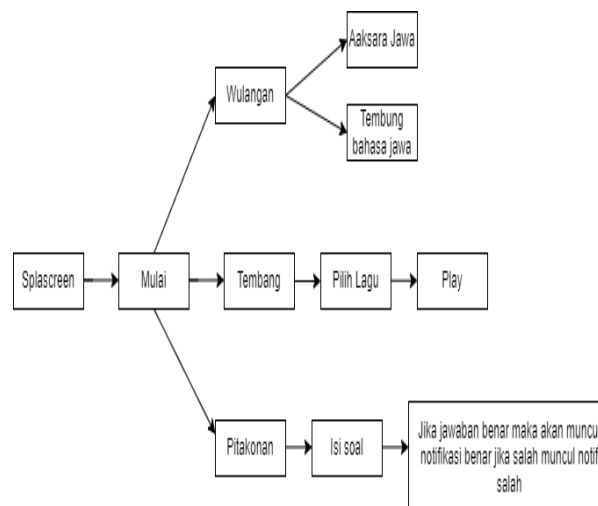 Aaksara Jawa
Wulangan
Tembung
bahasa jawa
Splascreen
Mulai
Tembang
Pilih Lagu
Play
Pitakonan
Isi soal
Jika jawaban benar maka akan muncu
notifikasi benar jika salah muncul notif
salah